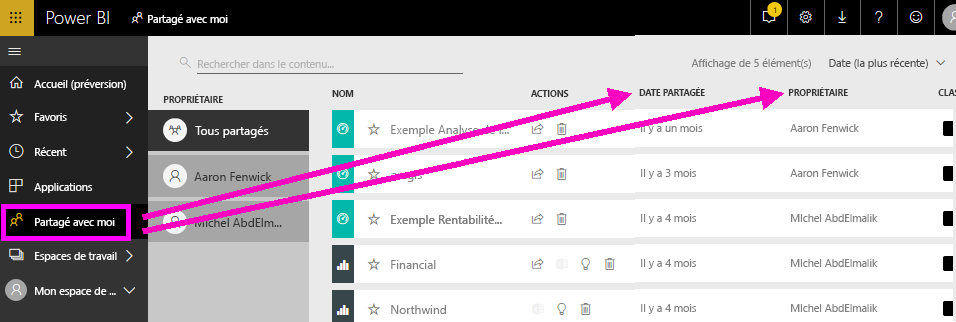 Power BI Partagé avec moi 1
Rechercher dans le contenu...
Affichage de 5 élément(s) Date (la plus récente)
Accueil (préversion)
Favoris
Récent
Applications
Partagé avec moi
Espaces de travail
Mon espace de ...
PROPRIÉTAIRE
Tous partagés
Aaron Fenwick
MIchel AbdElm...
NOM ACTIONS DATE PARTAGÉE PROPRIÉTAIRE CLA
Exemple Analyse Il y a un mois Aaron Fenwick
Il y a 3 mois Aaron Fenwick
Exemple Rentabilité... Il y a 4 mois MIchel AbdElmalik
Financial Il y a 4 mois MIchel AbdElmalik
Northwind Il y a 4 mois MIchel AbdElmalik